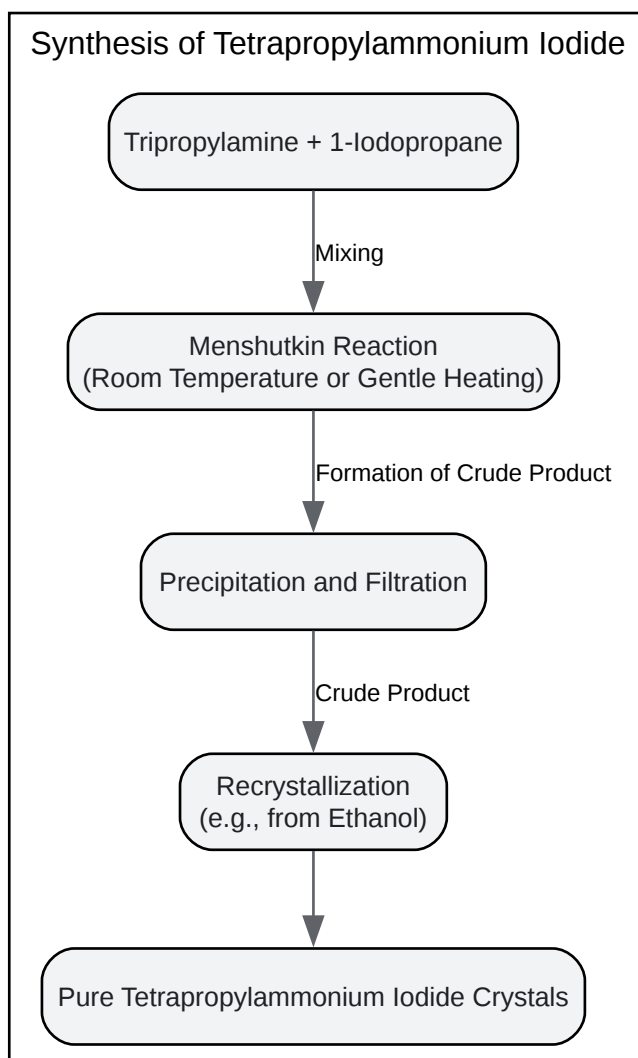 Synthesis of Tetrapropylammonium Iodide
Tripropylamine + 1-Iodopropane
Mixing
Menshutkin Reaction
(Room Temperature or Gentle Heating)
Formation of Crude Product
Precipitation and Filtration
Crude Product
Recrystallization
(e.g., from Ethanol)
Pure Tetrapropylammonium Iodide Crystals